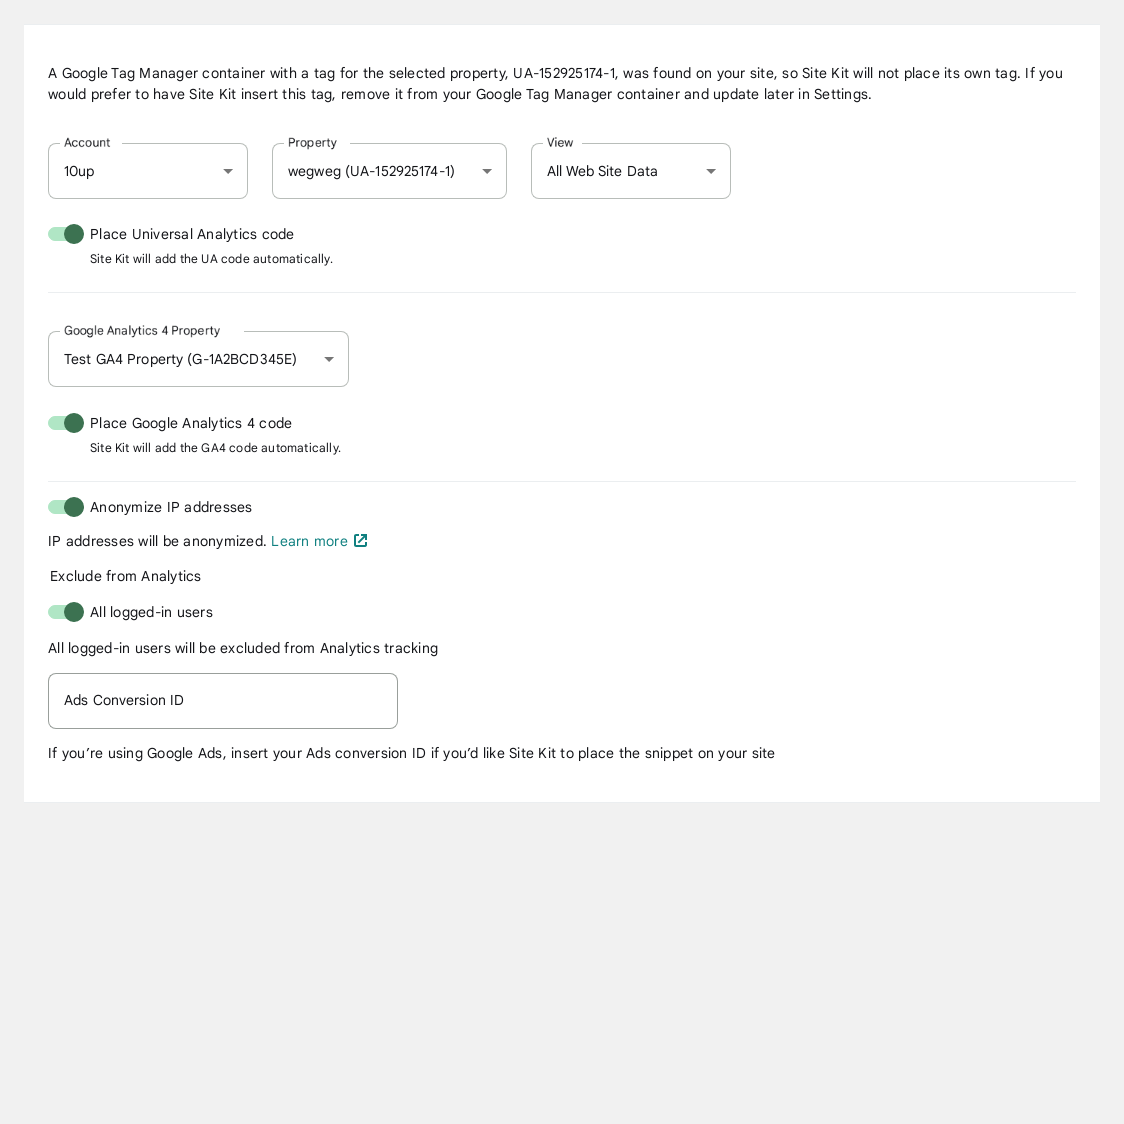 A Google Tag Manager container with a tag for the selected property, UA-152925174-1, was found on your site, so Site Kit will not place its own tag. If you
would prefer to have Site Kit insert this tag, remove it from your Google Tag Manager container and update later in Settings.
Account
10up
Property
wegweg (UA-152925174-1)
View
All Web Site Data
Place Universal Analytics code
Site Kit will add the UA code automatically.
Google Analytics 4 Property
Test GA4 Property (G-1A2BCD345E)
Place Google Analytics 4 code
Site Kit will add the GA4 code automatically.
Anonymize IP addresses
IP addresses will be anonymized. Learn more
Exclude from Analytics
All logged-in users
All logged-in users will be excluded from Analytics tracking
Ads Conversion ID
If you’re using Google Ads, insert your Ads conversion ID if you’d like Site Kit to place the snippet on your site